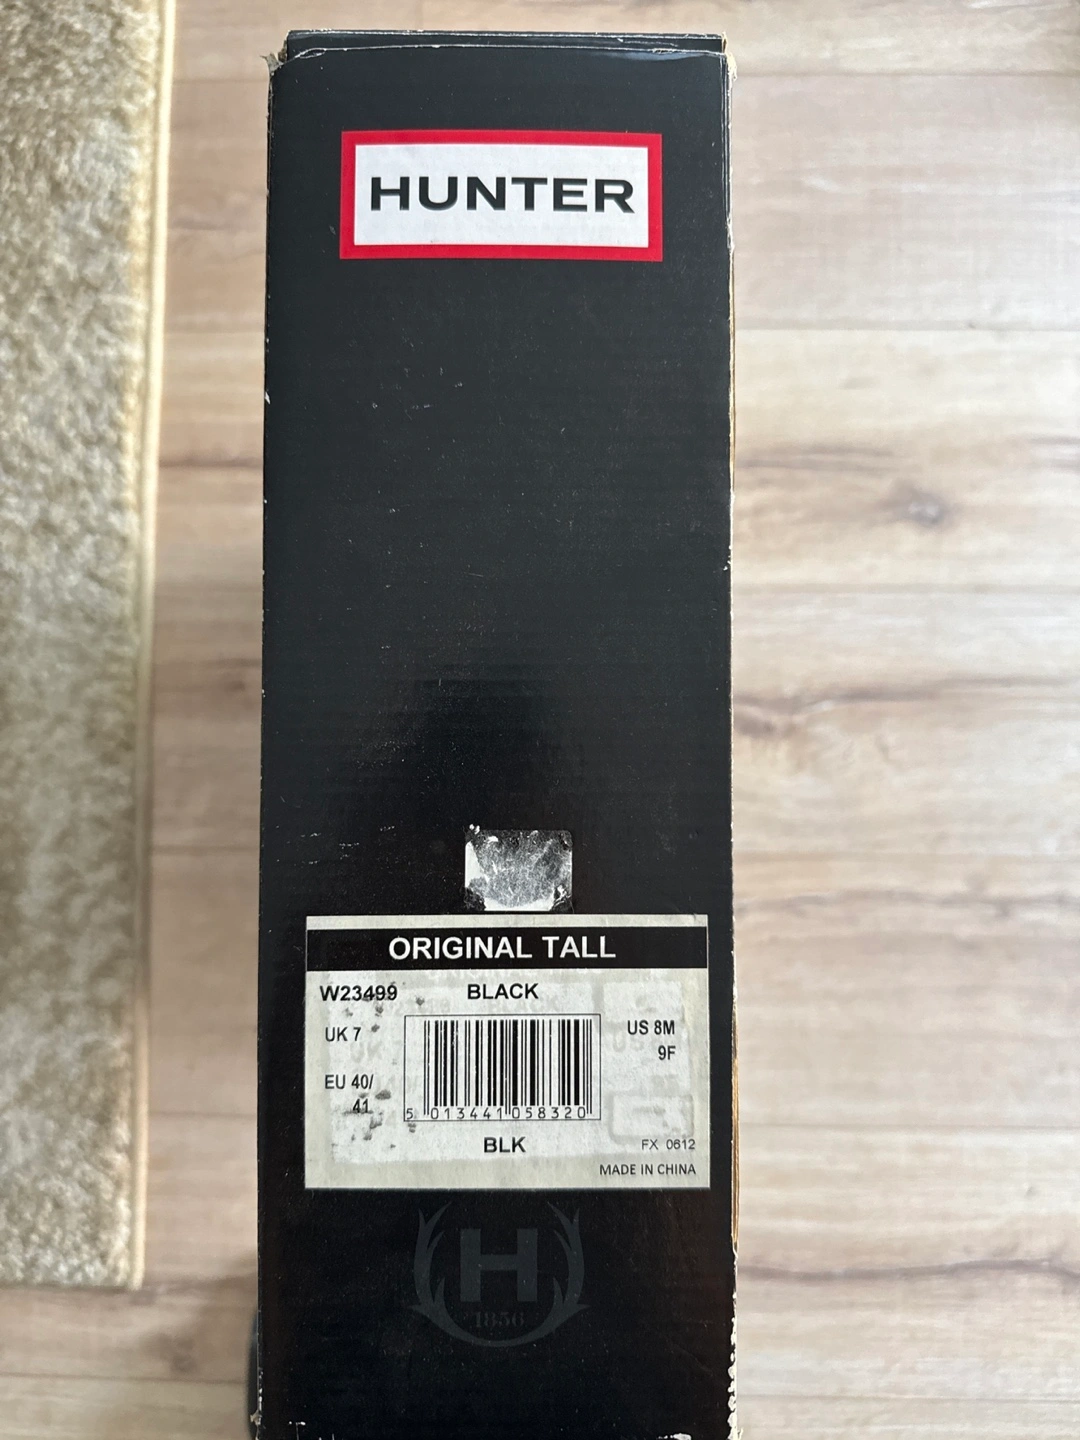 HUNTER
ORIGINAL TALL
W23499 BLACK
UK 7 US 8M
9F
EU 40/
41
5 013441 058320
BLK
FX 0612
MADE IN CHINA
H
1856